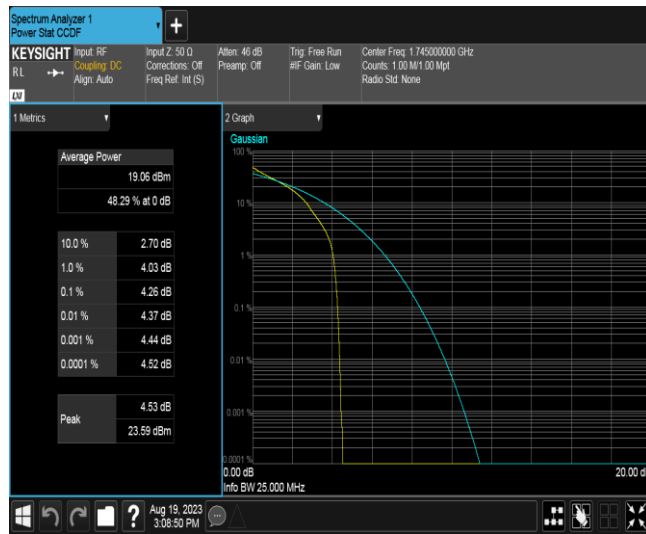 Spectrum Analyzer 1
Power Stat CCDF
+
KEYSIGHT
RL
LXI
Input: RF
Coupling: DC
Align: Auto
Input Z: 50 Ω
Corrections: Off
Freq Ref: Int (S)
Atten: 46 dB
Preamp: Off
Trig: Free Run
#IF Gain: Low
Center Freq: 1.745000000 GHz
Counts: 1.00 M/1.00 Mpt
Radio Std: None
1 Metrics
Average Power
19.06 dBm
48.29 % at 0 dB
10.0 % 2.70 dB
1.0 % 4.03 dB
0.1 % 4.26 dB
0.01 % 4.37 dB
0.001 % 4.44 dB
0.0001 % 4.52 dB
Peak
4.53 dB
23.59 dBm
2 Graph
Gaussian
100 %
10 %
1 %
0.1 %
0.01 %
0.001 %
0.0001 %
0.00 dB
20.00 d
Info BW 25.000 MHz
?
Aug 19, 2023
3:08:50 PM